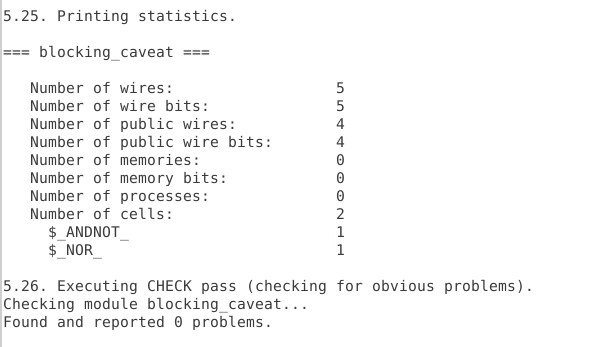 5.25. Printing statistics.
=== blocking_caveat ===
Number of wires: 5
Number of wire bits: 5
Number of public wires: 4
Number of public wire bits: 4
Number of memories: 0
Number of memory bits: 0
Number of processes: 0
Number of cells: 2
$_ANDNOT_ 1
$_NOR_ 1
5.26. Executing CHECK pass (checking for obvious problems).
Checking module blocking_caveat...
Found and reported 0 problems.